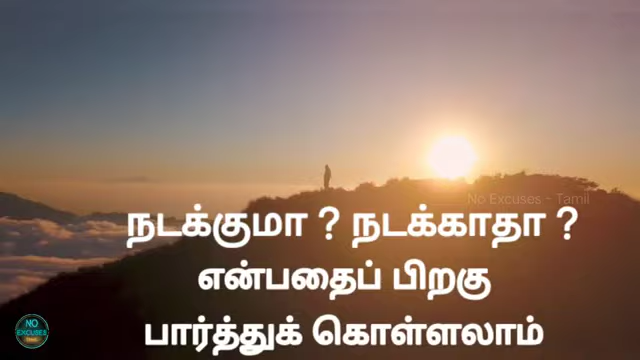 No Excuses - Tamil
நடக்குமா ? நடக்காதா ?
என்பதைப் பிறகு
பார்த்துக் கொள்ளலாம்
NO
EXCUSES